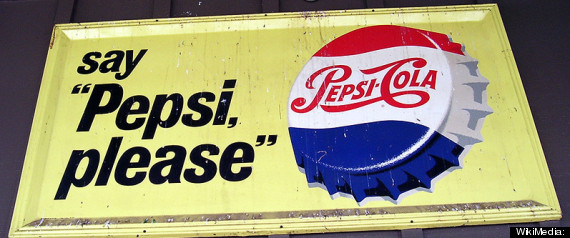 say
"Pepsi,
please"
PEPSI-COLA
WikiMedia: